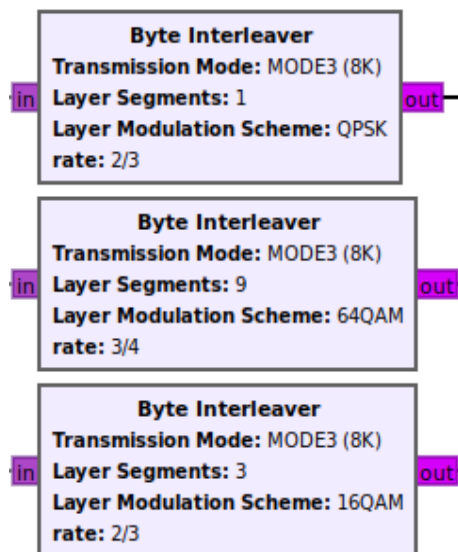 Byte Interleaver
Transmission Mode: MODE3 (8K)
in
Layer Segments: 1
out
Layer Modulation Scheme: QPSK
rate: 2/3
Byte Interleaver
Transmission Mode: MODE3 (8K)
in
Layer Segments: 9
out
Layer Modulation Scheme: 64QAM
rate: 3/4
Byte Interleaver
Transmission Mode: MODE3 (8K)
in
Layer Segments: 3
out
Layer Modulation Scheme: 16QAM
rate: 2/3